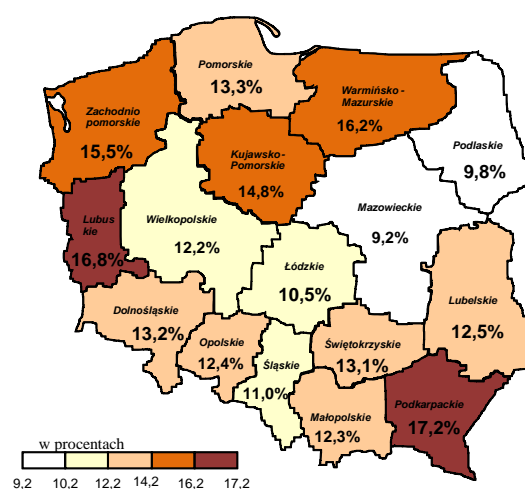 Pomorskie
13,3%
Warmińsko-
Mazurskie
16,2%
Zachodnio
pomorskie
15,5%
Podlaskie
9,8%
Kujawsko-
Pomorskie
14,8%
Mazowieckie
9,2%
Lubus
kie
16,8%
Wielkopolskie
12,2%
Łódzkie
10,5%
Lubelskie
12,5%
Dolnośląskie
13,2%
Opolskie
12,4%
Śląskie
11,0%
Świętokrzyskie
13,1%
Małopolskie
12,3%
Podkarpackie
17,2%
w procentach
9,2 10,2 12,2 14,2 16,2 17,2